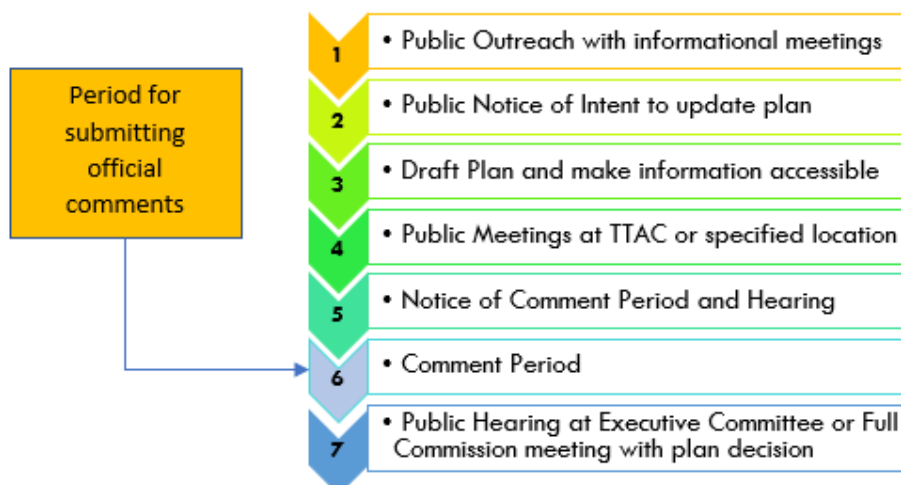 Period for
submitting
official
comments
1
• Public Outreach with informational meetings
2
• Public Notice of Intent to update plan
3
• Draft Plan and make information accessible
4
• Public Meetings at TTAC or specified location
5
• Notice of Comment Period and Hearing
6
• Comment Period
7
• Public Hearing at Executive Committee or Full
Commission meeting with plan decision